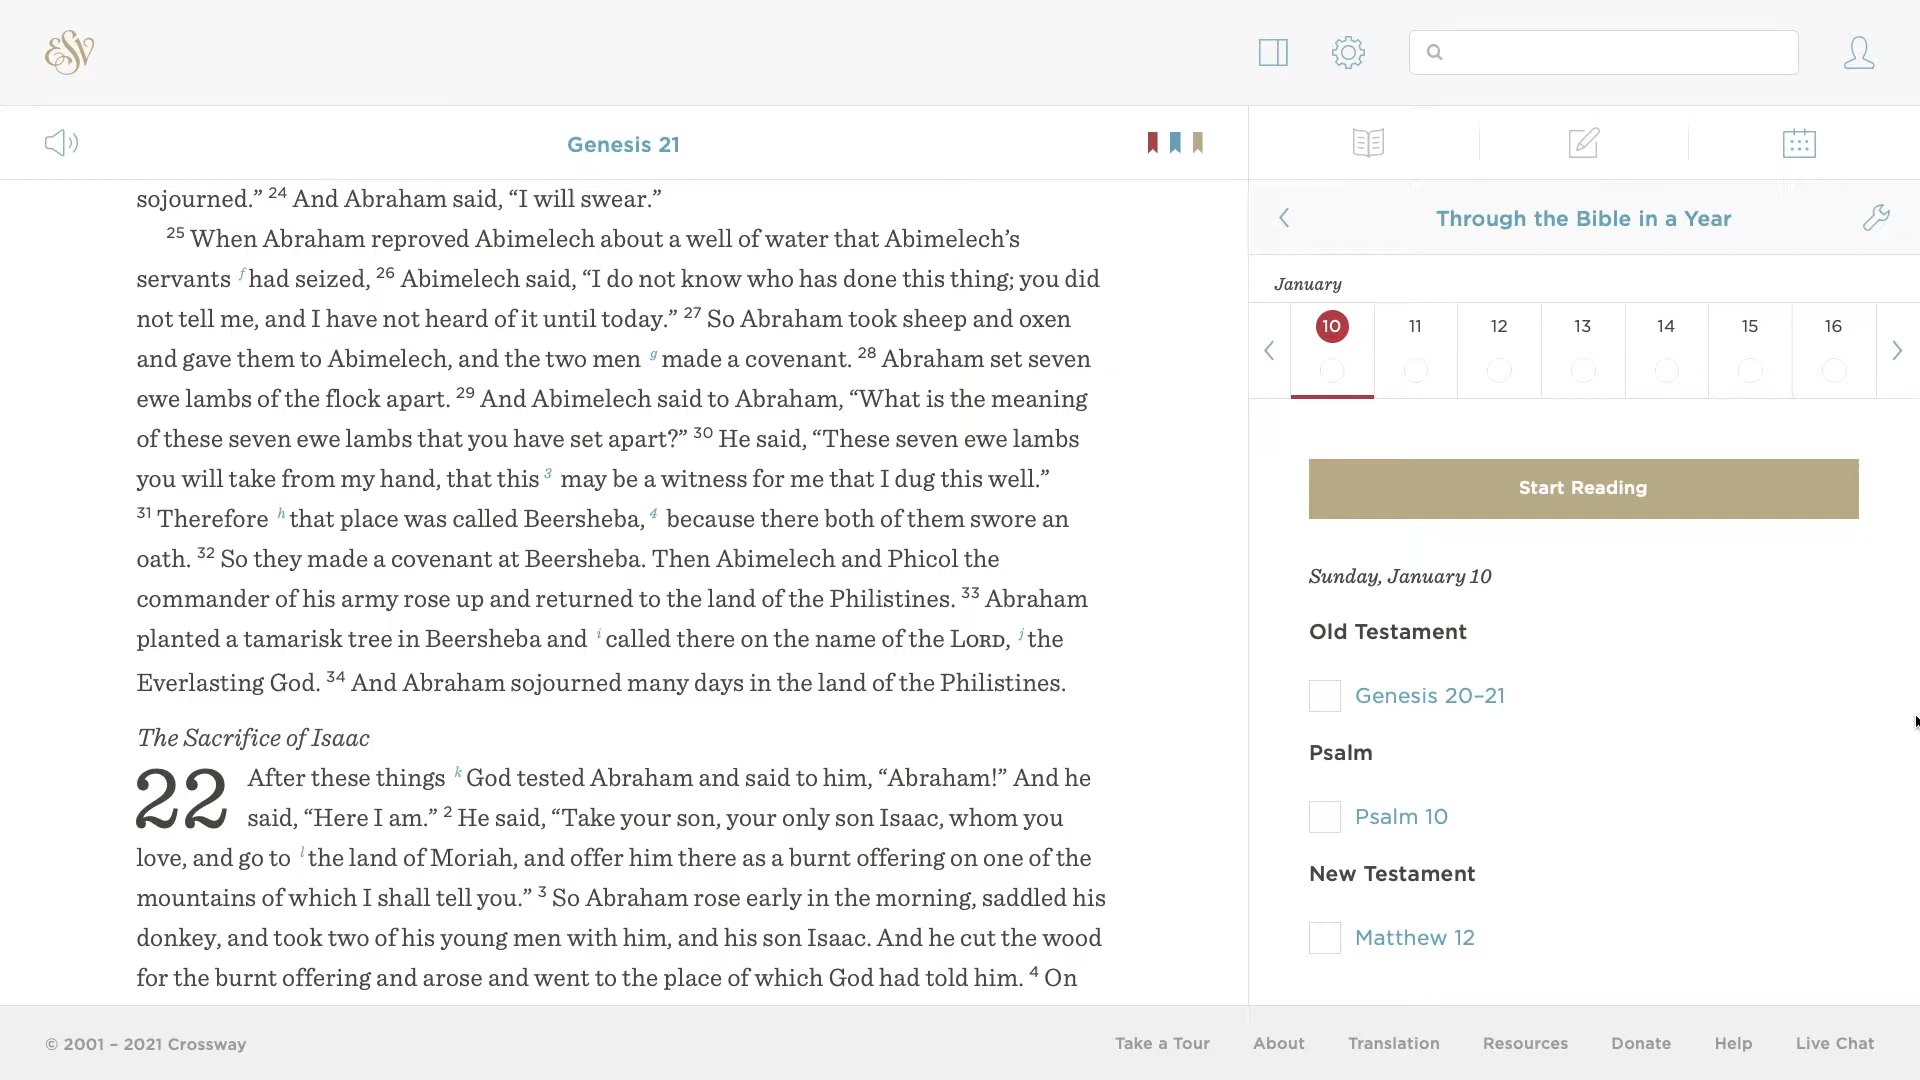 ESV
Genesis 21
sojourned.” 24 And Abraham said, “I will swear.”
25 When Abraham reproved Abimelech about a well of water that Abimelech’s
servants f had seized, 26 Abimelech said, “I do not know who has done this thing; you did
not tell me, and I have not heard of it until today.” 27 So Abraham took sheep and oxen
and gave them to Abimelech, and the two men g made a covenant. 28 Abraham set seven
ewe lambs of the flock apart. 29 And Abimelech said to Abraham, “What is the meaning
of these seven ewe lambs that you have set apart?” 30 He said, “These seven ewe lambs
you will take from my hand, that this 3 may be a witness for me that I dug this well.”
31 Therefore h that place was called Beersheba, 4 because there both of them swore an
oath. 32 So they made a covenant at Beersheba. Then Abimelech and Phicol the
commander of his army rose up and returned to the land of the Philistines. 33 Abraham
planted a tamarisk tree in Beersheba and i called there on the name of the LORD, j the
Everlasting God. 34 And Abraham sojourned many days in the land of the Philistines.
The Sacrifice of Isaac
22 After these things k God tested Abraham and said to him, “Abraham!” And he
said, “Here I am.” 2 He said, “Take your son, your only son Isaac, whom you
love, and go to l the land of Moriah, and offer him there as a burnt offering on one of the
mountains of which I shall tell you.” 3 So Abraham rose early in the morning, saddled his
donkey, and took two of his young men with him, and his son Isaac. And he cut the wood
for the burnt offering and arose and went to the place of which God had told him. 4 On
Through the Bible in a Year
January
10 11 12 13 14 15 16
Start Reading
Sunday, January 10
Old Testament
Genesis 20–21
Psalm
Psalm 10
New Testament
Matthew 12
© 2001 – 2021 Crossway
Take a Tour About Translation Resources Donate Help Live Chat